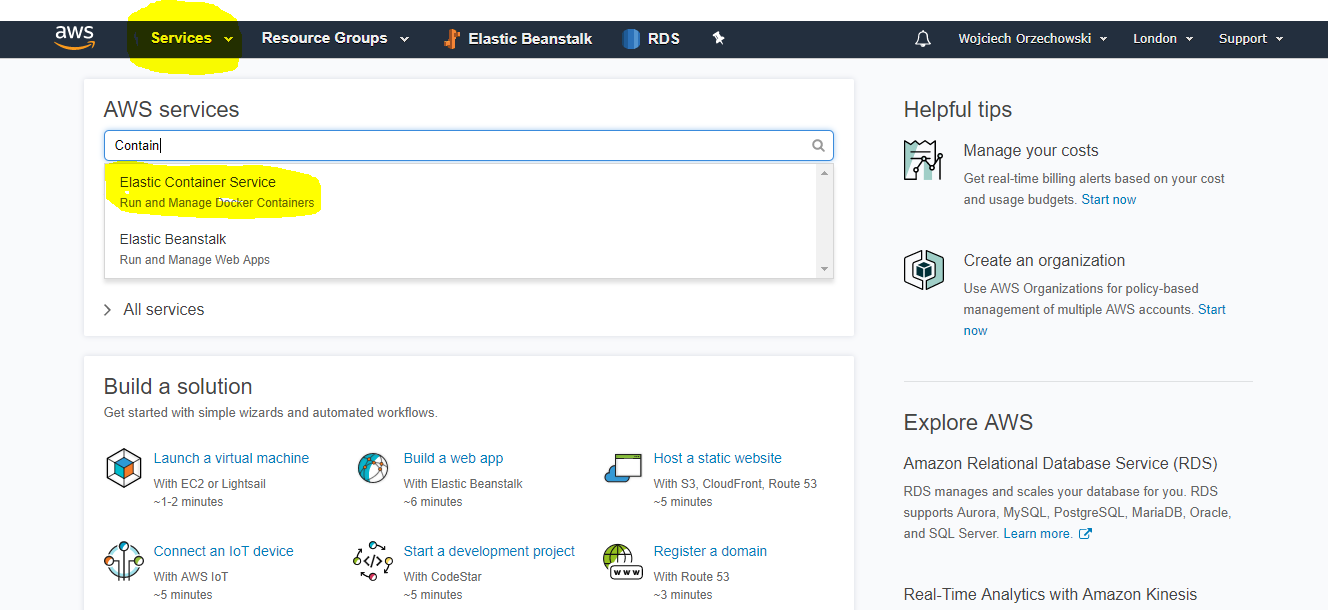 aws
Services
Resource Groups
Elastic Beanstalk
RDS
Wojciech Orzechowski
London
Support
AWS services
Contain
Elastic Container Service
Run and Manage Docker Containers
Elastic Beanstalk
Run and Manage Web Apps
All services
Build a solution
Get started with simple wizards and automated workflows.
Launch a virtual machine
With EC2 or Lightsail
~1-2 minutes
Build a web app
With Elastic Beanstalk
~6 minutes
Host a static website
With S3, CloudFront, Route 53
~5 minutes
Connect an IoT device
With AWS IoT
~5 minutes
Start a development project
With CodeStar
~5 minutes
www
Register a domain
With Route 53
~3 minutes
Helpful tips
Manage your costs
Get real-time billing alerts based on your cost
and usage budgets. Start now
Create an organization
Use AWS Organizations for policy-based
management of multiple AWS accounts. Start
now
Explore AWS
Amazon Relational Database Service (RDS)
RDS manages and scales your database for you. RDS
supports Aurora, MySQL, PostgreSQL, MariaDB, Oracle,
and SQL Server. Learn more.
Real-Time Analytics with Amazon Kinesis